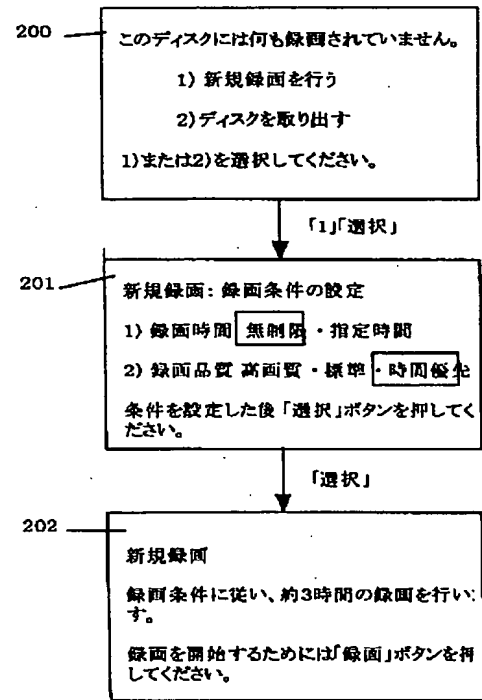 200
このディスクには何も録画されていません。
1) 新規録画を行う
2)ディスクを取り出す
1)または2)を選択してください。
「1」「選択」
201
新規録画: 録画条件の設定
1) 録画時間 無制限・指定時間
2) 録画品質 高画質・標準・時間優先
条件を設定した後「選択」ボタンを押してく
ださい。
「選択」
202
新規録画
録画条件に従い、約3時間の録画を行い
す。
録画を開始するためには「録画」ボタンを押
してください。